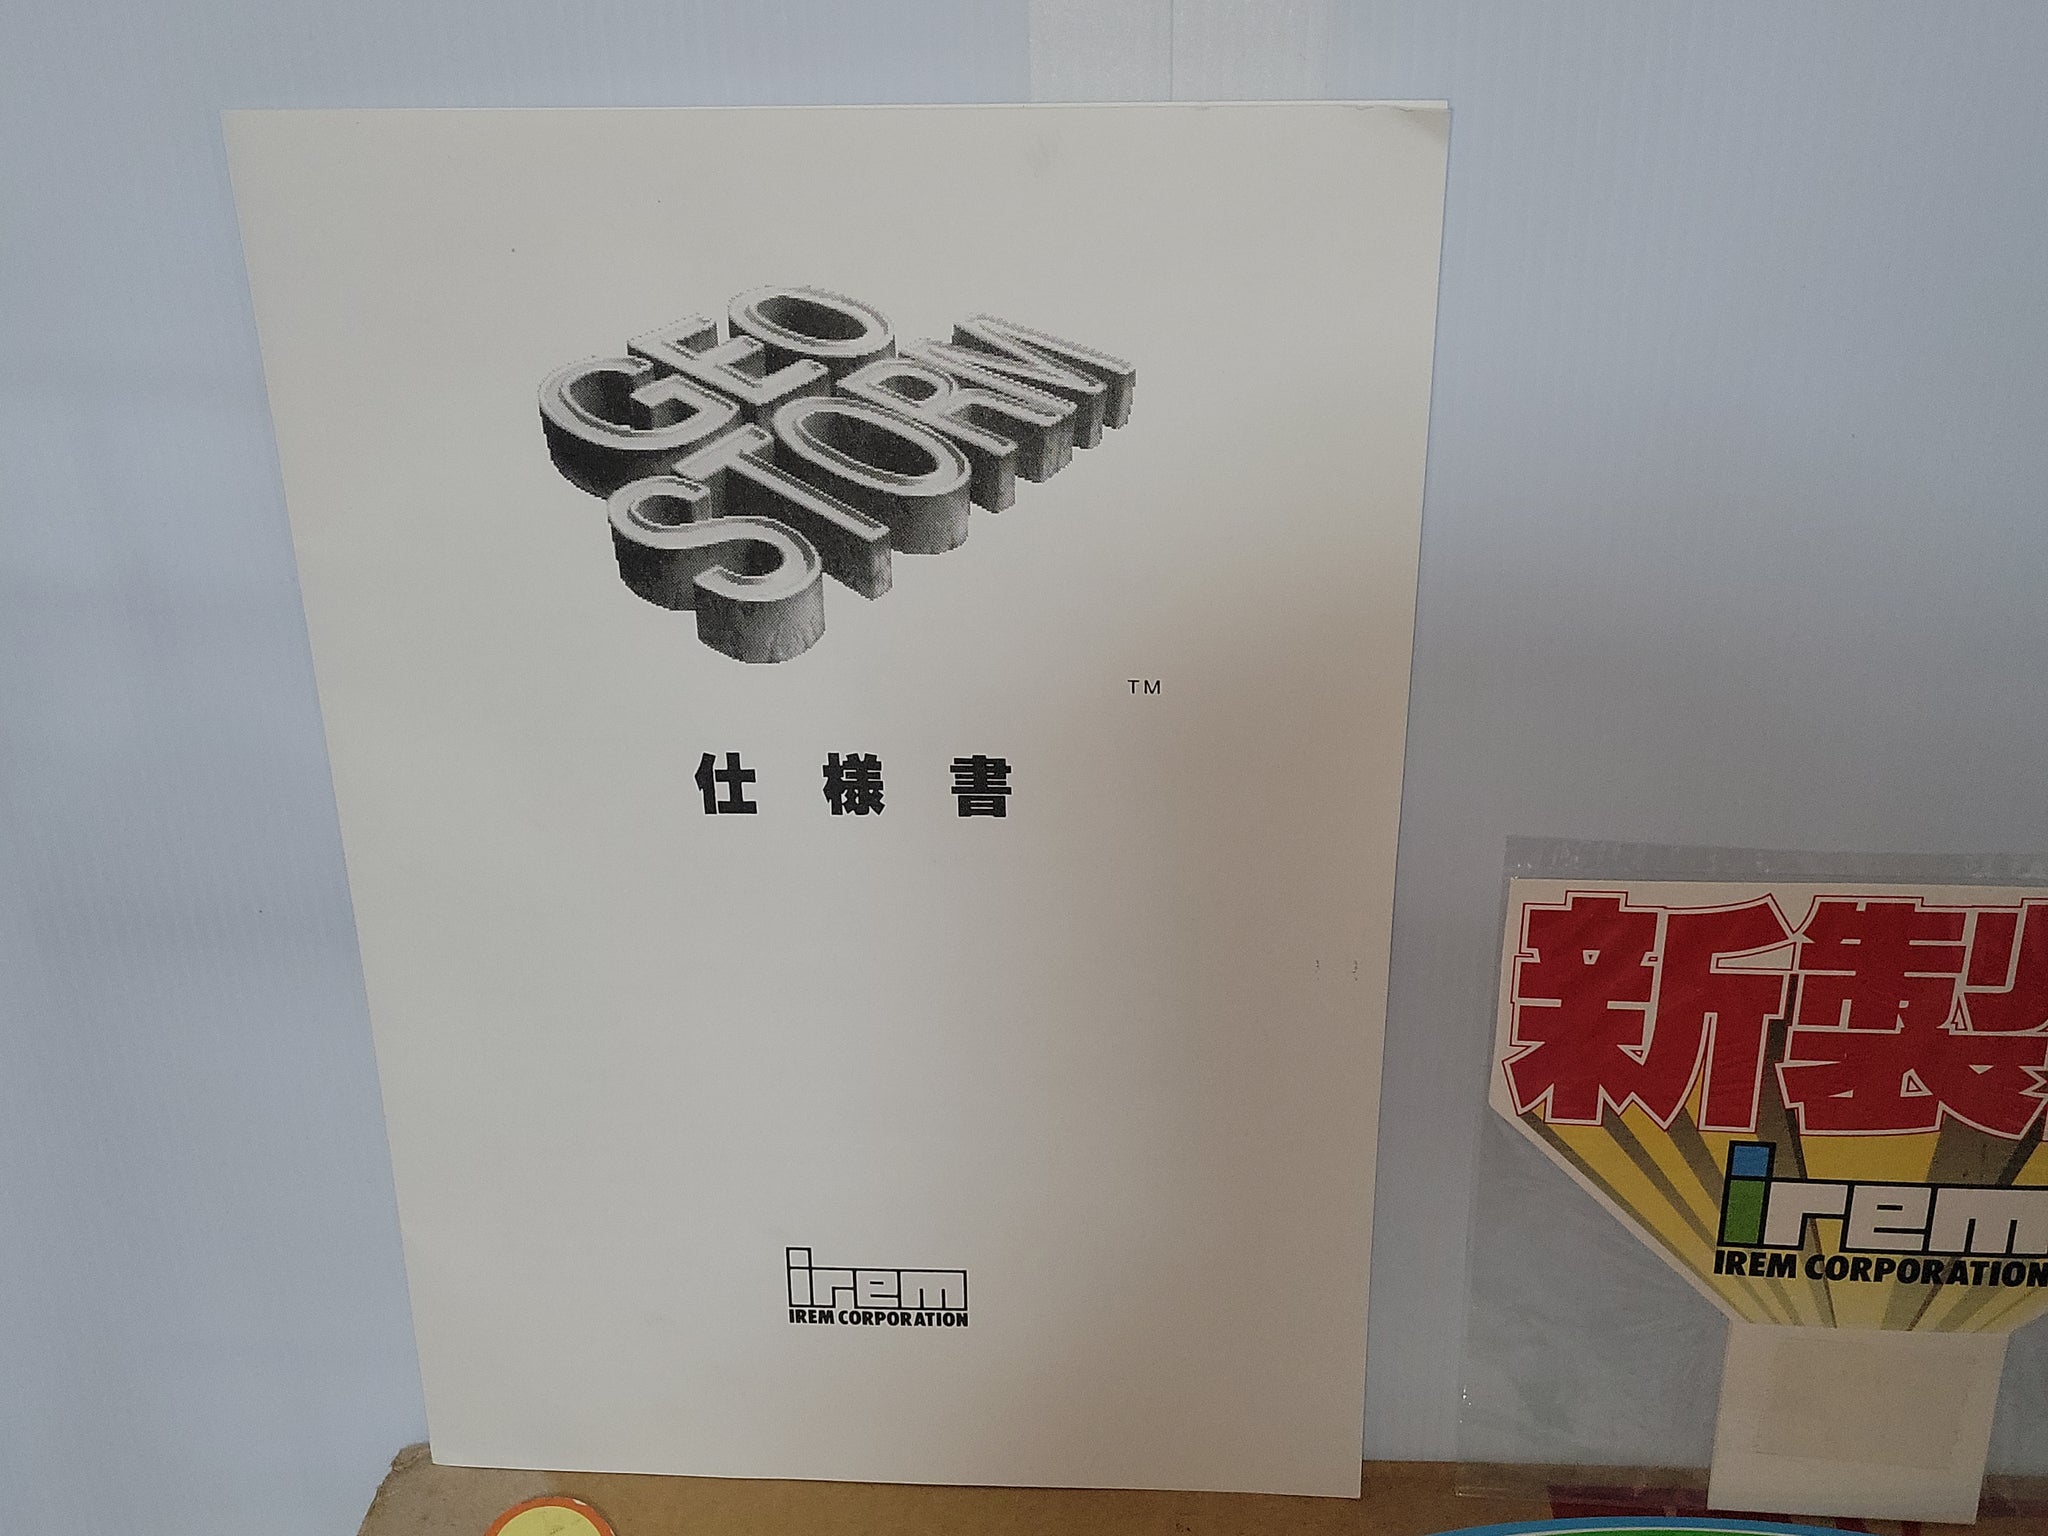 GEO
STORM
TM
仕様書
irem
IREM CORPORATION
新製
irem
IREM CORPORATION